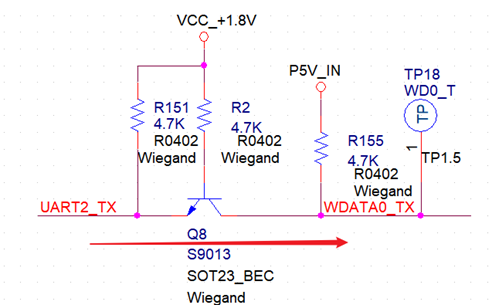 VCC_+1.8V
P5V_IN
TP18
WD0_T
TP
1
TP1.5
R151
4.7K
R0402
Wiegand
R2
4.7K
R0402
Wiegand
R155
4.7K
R0402
Wiegand
UART2_TX
WDATA0_TX
Q8
S9013
SOT23_BEC
Wiegand